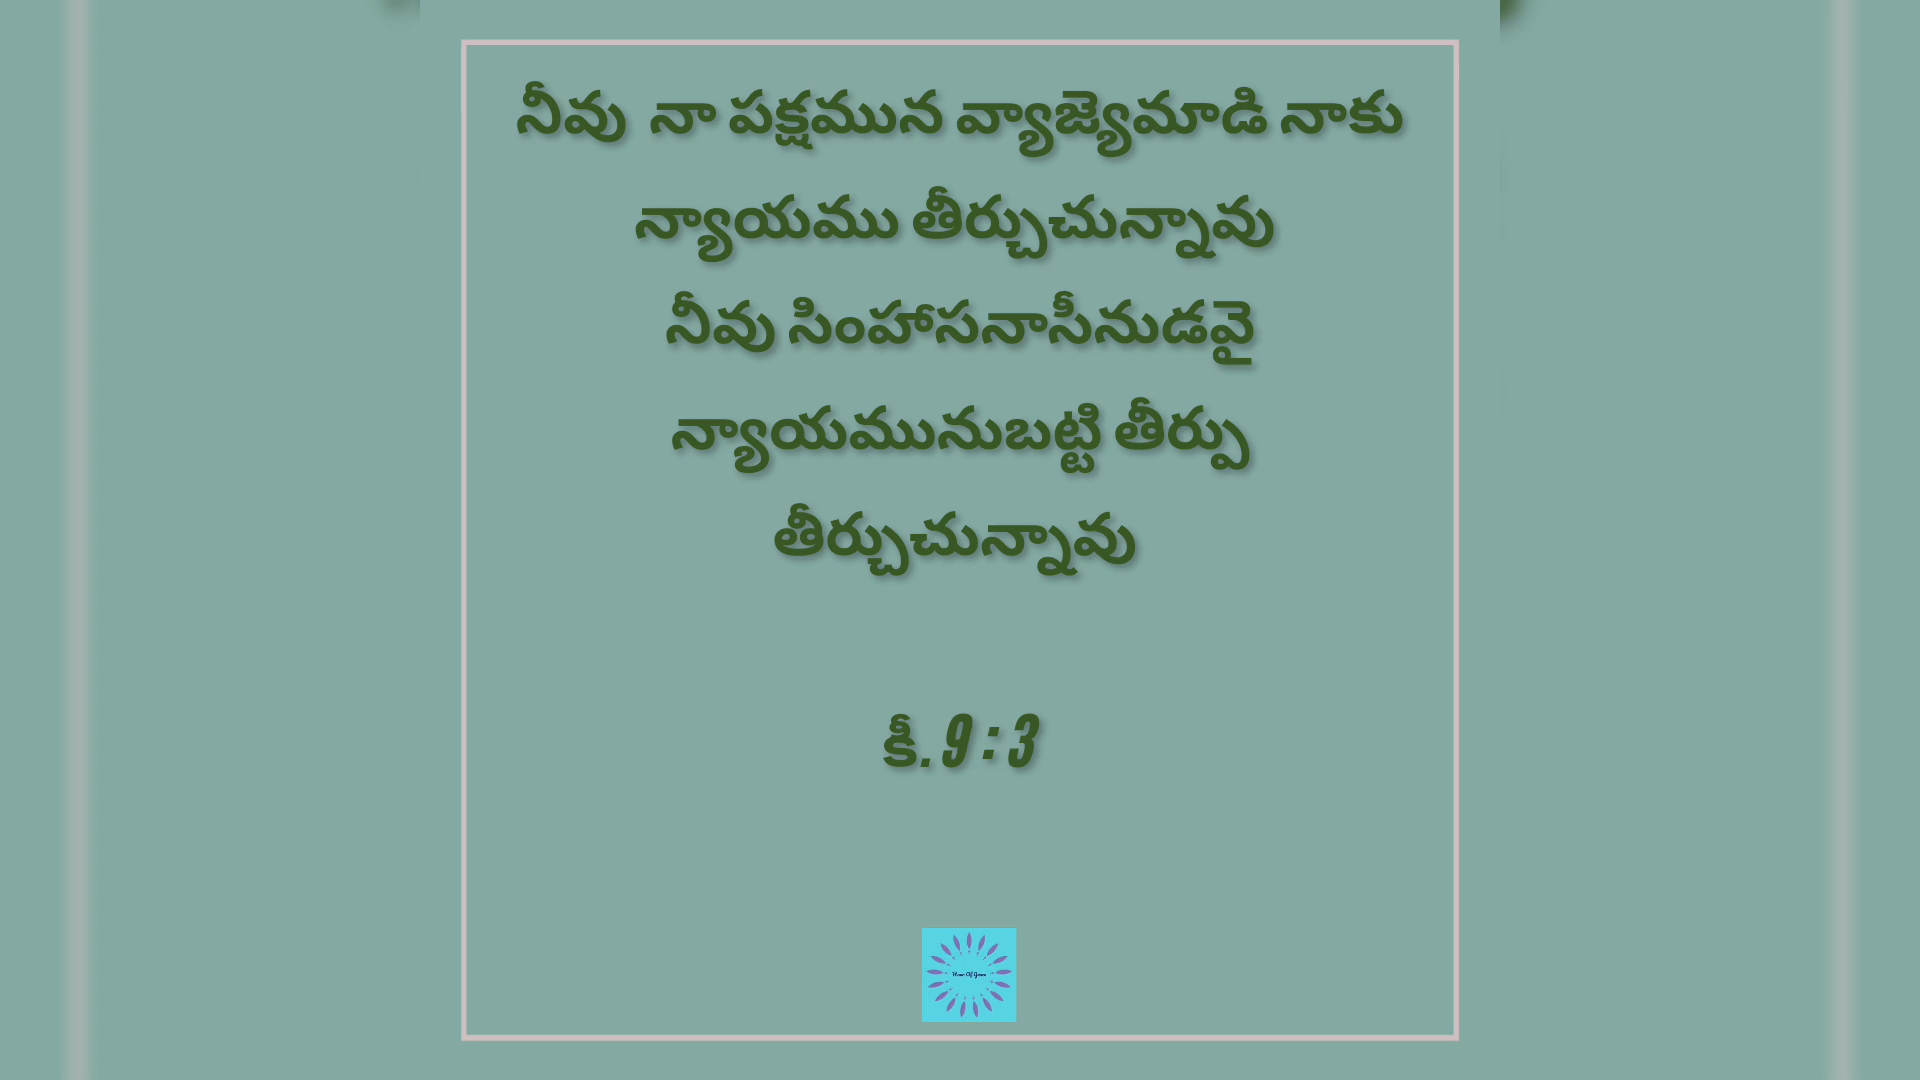 నీవు నా పక్షమున వ్యాజ్యెమాడి నాకు
న్యాయము తీర్చుచున్నావు
నీవు సింహాసనాసీనుడవై
న్యాయమునుబట్టి తీర్పు
తీర్చుచున్నావు
కీ.9:3